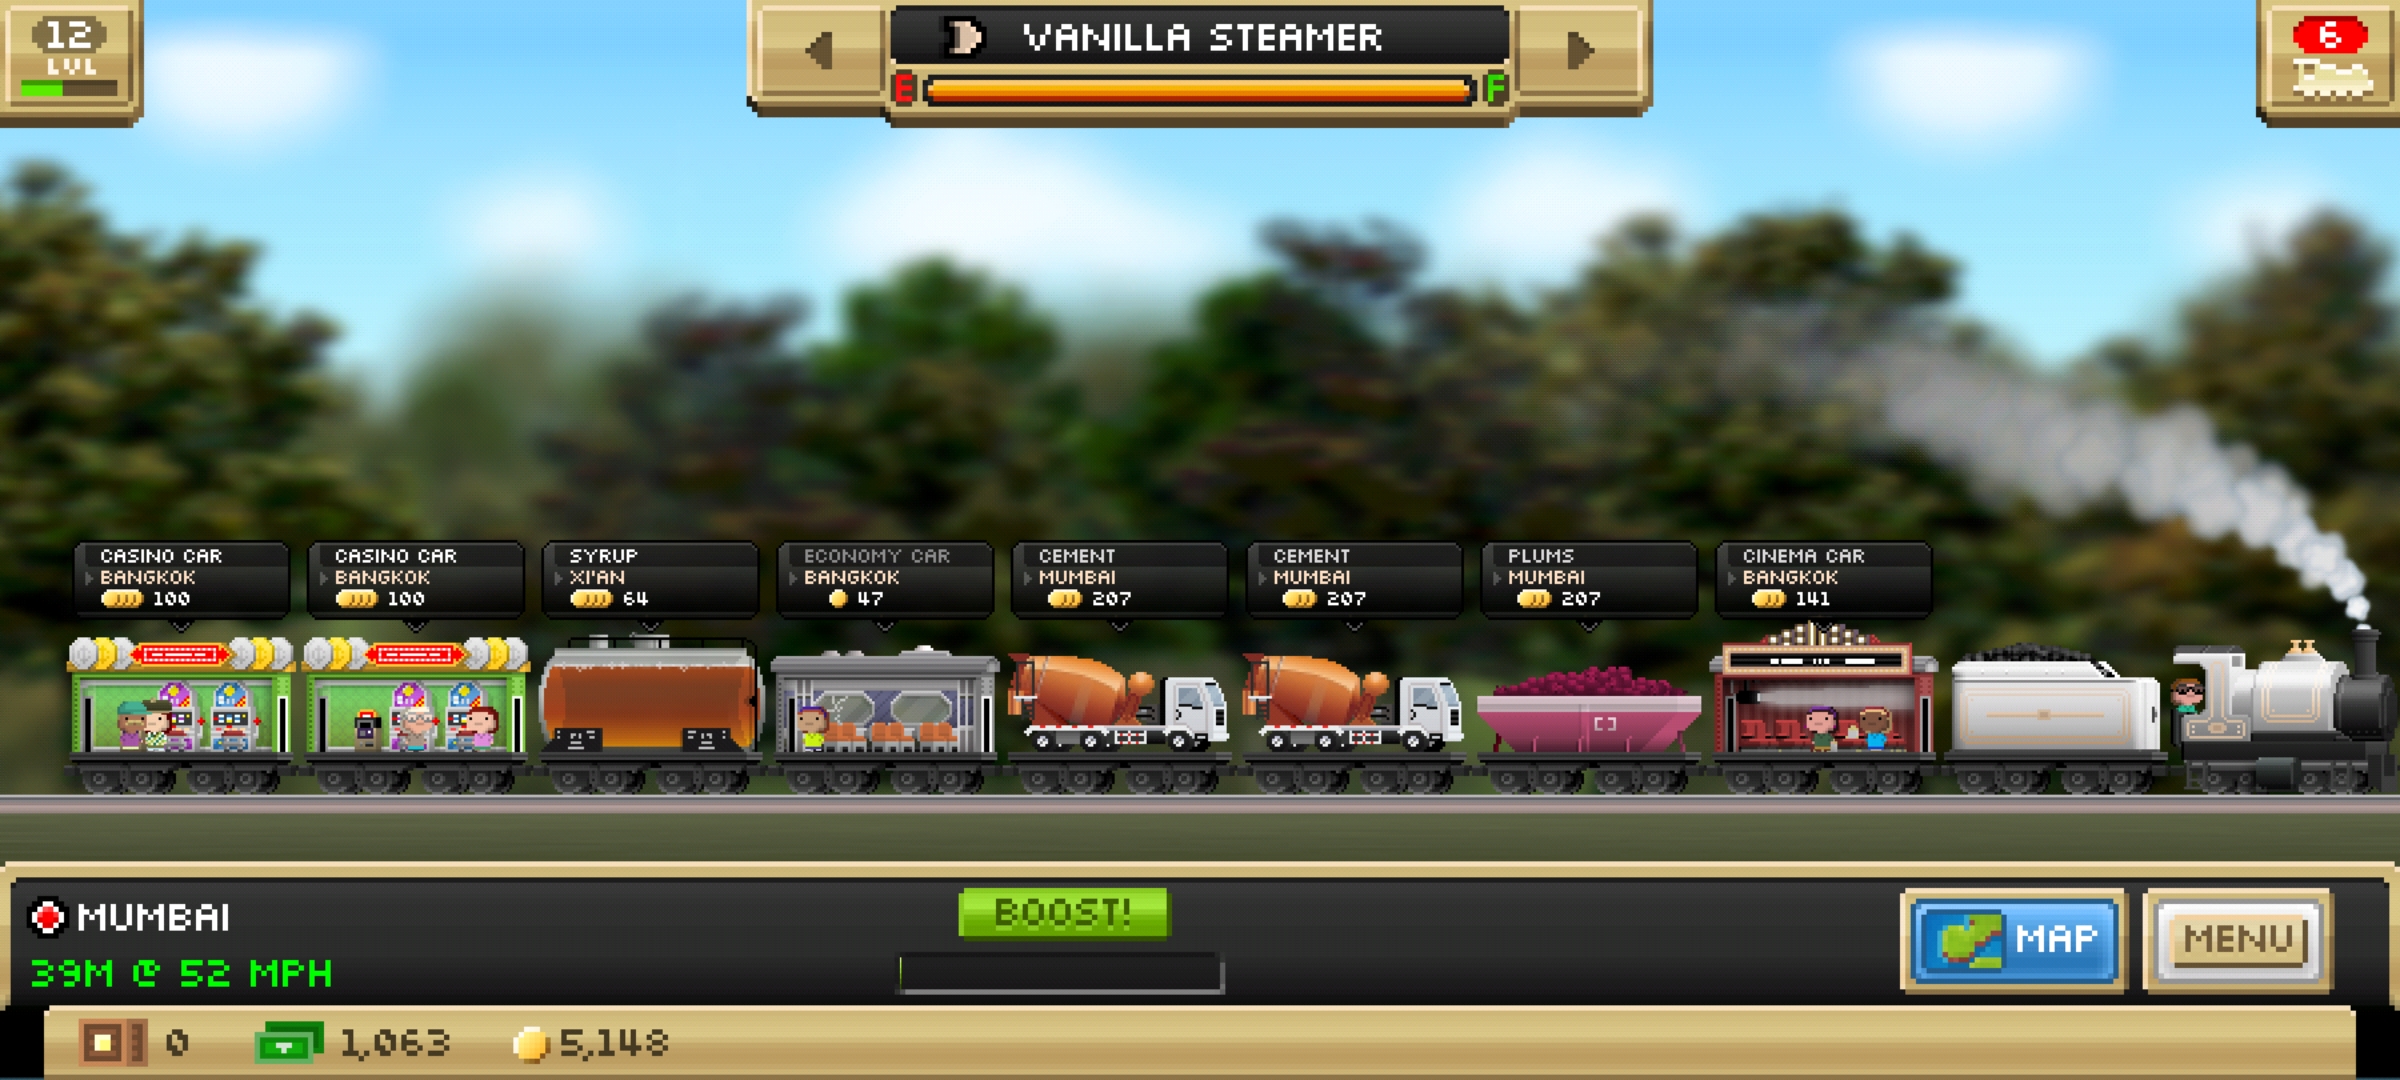 12
LVL
VANILLA STEAMER
E F
6
CASINO CAR
BANGKOK
100
CASINO CAR
BANGKOK
100
SYRUP
XI'AN
64
ECONOMY CAR
BANGKOK
47
CEMENT
MUMBAI
207
CEMENT
MUMBAI
207
PLUMS
MUMBAI
207
CINEMA CAR
BANGKOK
141
MUMBAI
39M @ 52 MPH
BOOST!
MAP
MENU
0
1,063
5,148